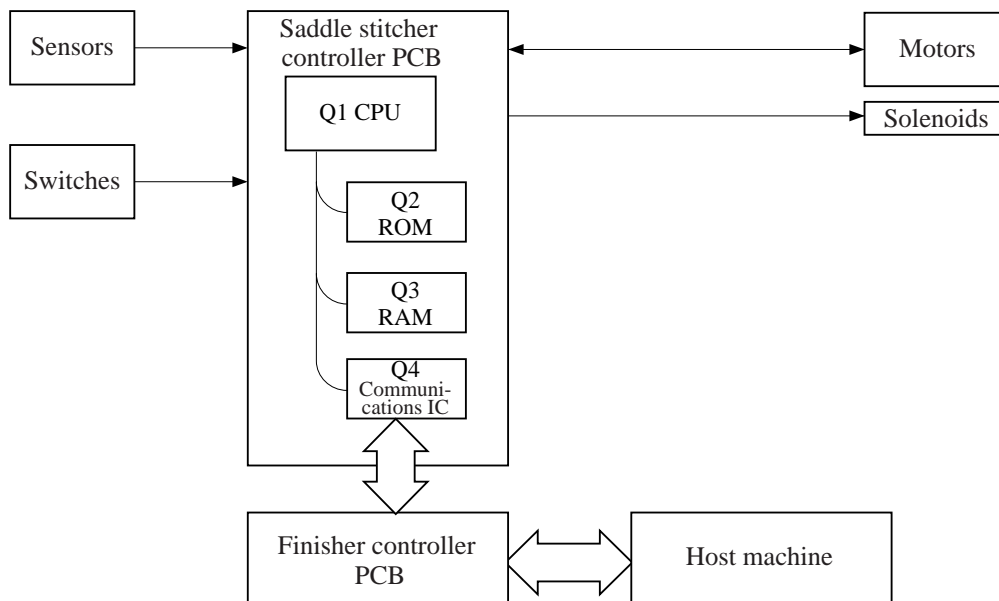 Sensors
Saddle stitcher
controller PCB
Motors
Q1 CPU
Solenoids
Switches
Q2
ROM
Q3
RAM
Q4
Communi-
cations IC
Finisher controller
PCB
Host machine